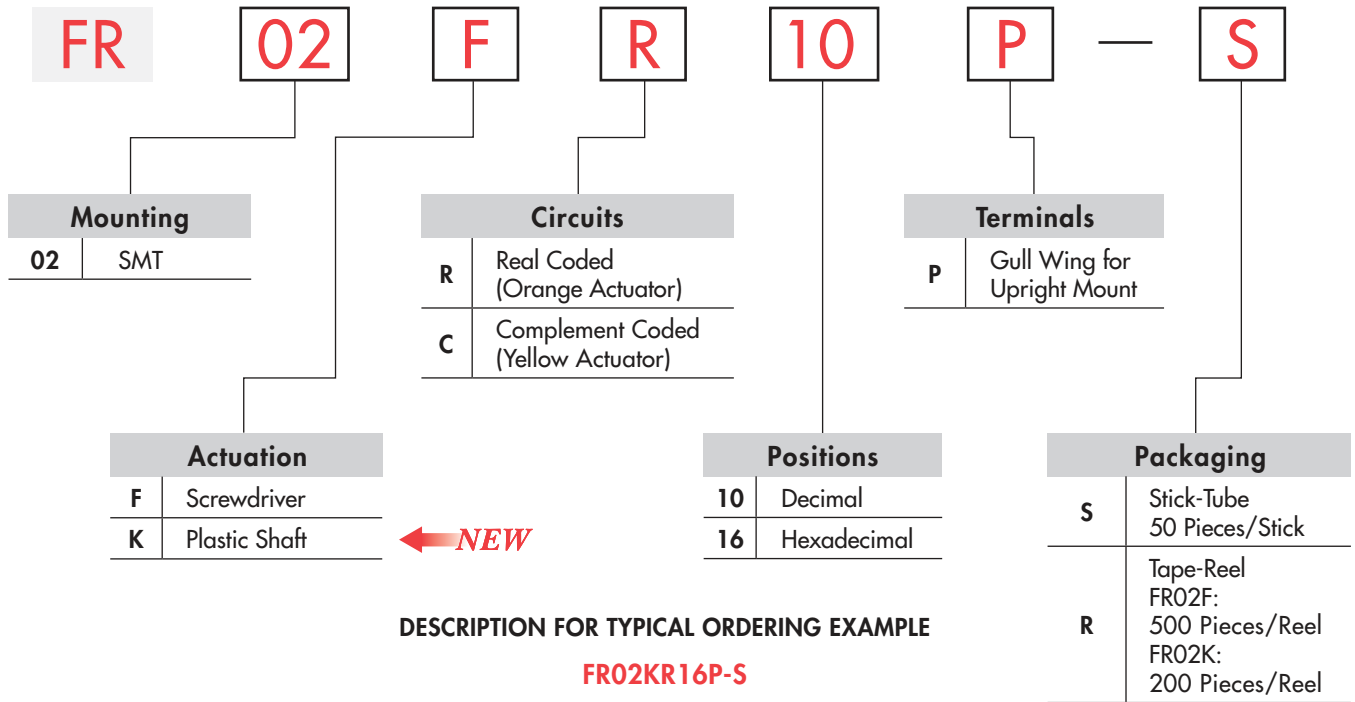 FR 02 F R 10 P — S
Mounting
02 SMT
Circuits
R Real Coded
(Orange Actuator)
C Complement Coded
(Yellow Actuator)
Terminals
P Gull Wing for
Upright Mount
Actuation
F Screwdriver
K Plastic Shaft NEW
Positions
10 Decimal
16 Hexadecimal
Packaging
S Stick-Tube
50 Pieces/Stick
R Tape-Reel
FR02F:
500 Pieces/Reel
FR02K:
200 Pieces/Reel
DESCRIPTION FOR TYPICAL ORDERING EXAMPLE
FR02KR16P-S